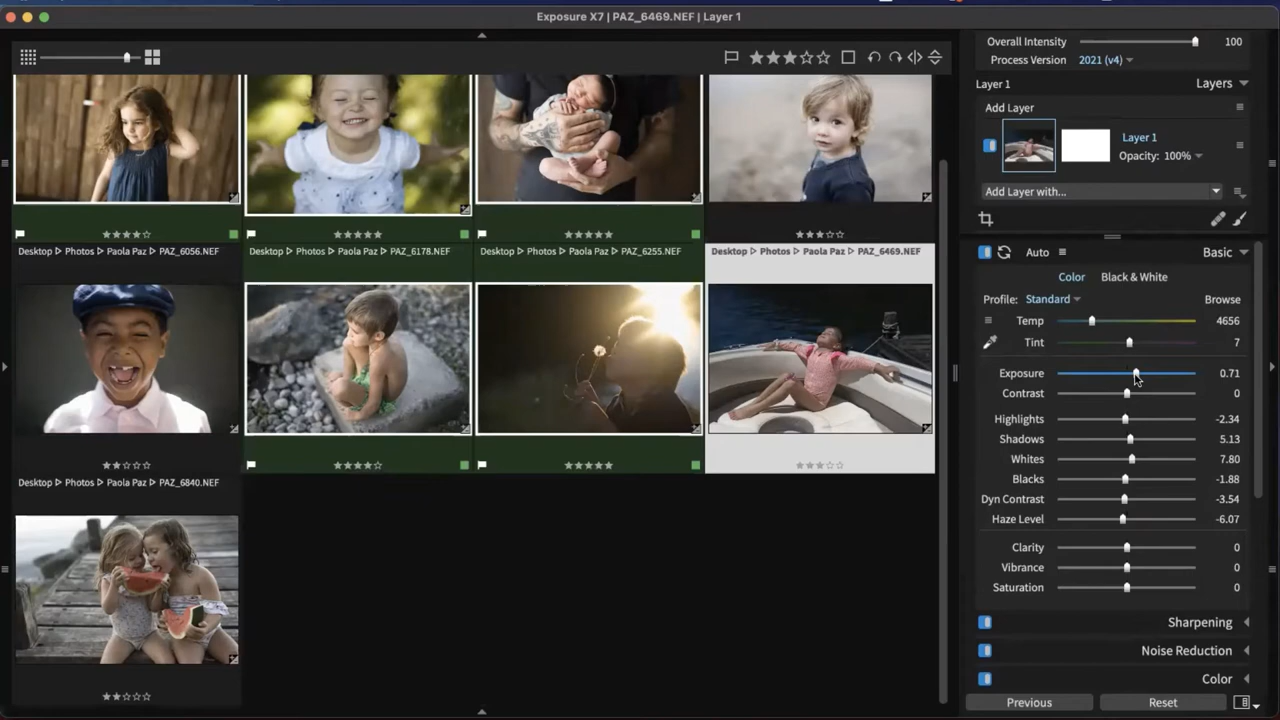 Exposure X7 | PAZ_6469.NEF | Layer 1
Desktop ▷ Photos ▷ Paola Paz ▷ PAZ_6056.NEF
Desktop ▷ Photos ▷ Paola Paz ▷ PAZ_6178.NEF
Desktop ▷ Photos ▷ Paola Paz ▷ PAZ_6255.NEF
Desktop ▷ Photos ▷ Paola Paz ▷ PAZ_6469.NEF
Desktop ▷ Photos ▷ Paola Paz ▷ PAZ_6840.NEF
Overall Intensity 100
Process Version 2021 (v4)
Layer 1 Layers
Add Layer
Layer 1
Opacity: 100%
Add Layer with...
Auto Basic
Color Black & White
Profile: Standard Browse
Temp 4656
Tint 7
Exposure 0.71
Contrast 0
Highlights -2.34
Shadows 5.13
Whites 7.80
Blacks -1.88
Dyn Contrast -3.54
Haze Level -6.07
Clarity 0
Vibrance 0
Saturation 0
Sharpening
Noise Reduction
Color
Previous Reset